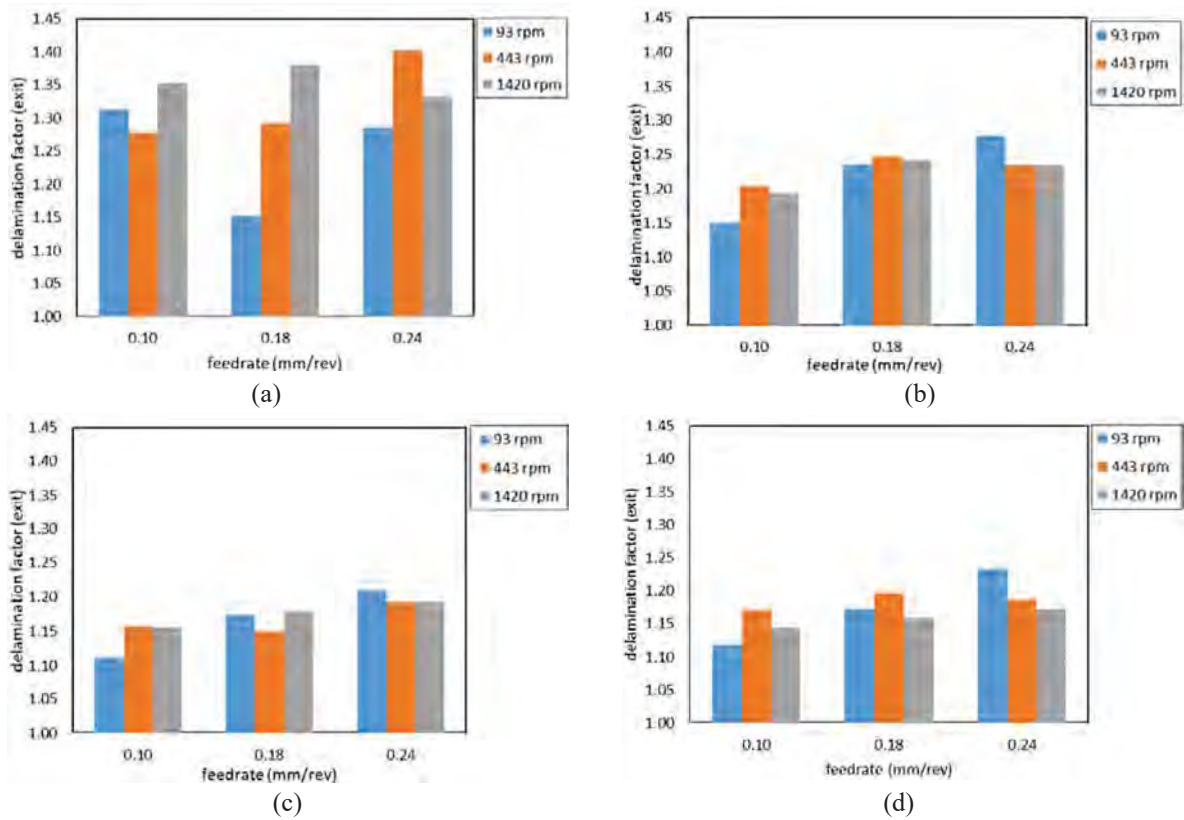 1.45
1.40
1.35
1.30
1.25
1.20
1.15
1.10
1.05
1.00
delamination factor (exit)
0.10 0.18 0.24
feedrate (mm/rev)
93 rpm
443 rpm
1420 rpm
(a)
1.45
1.40
1.35
1.30
1.25
1.20
1.15
1.10
1.05
1.00
delamination factor (exit)
0.10 0.18 0.24
feedrate (mm/rev)
93 rpm
443 rpm
1420 rpm
(b)
1.45
1.40
1.35
1.30
1.25
1.20
1.15
1.10
1.05
1.00
delamination factor (exit)
0.10 0.18 0.24
feedrate (mm/rev)
93 rpm
443 rpm
1420 rpm
(c)
1.45
1.40
1.35
1.30
1.25
1.20
1.15
1.10
1.05
1.00
delamination factor (exit)
0.10 0.18 0.24
feedrate (mm/rev)
93 rpm
443 rpm
1420 rpm
(d)